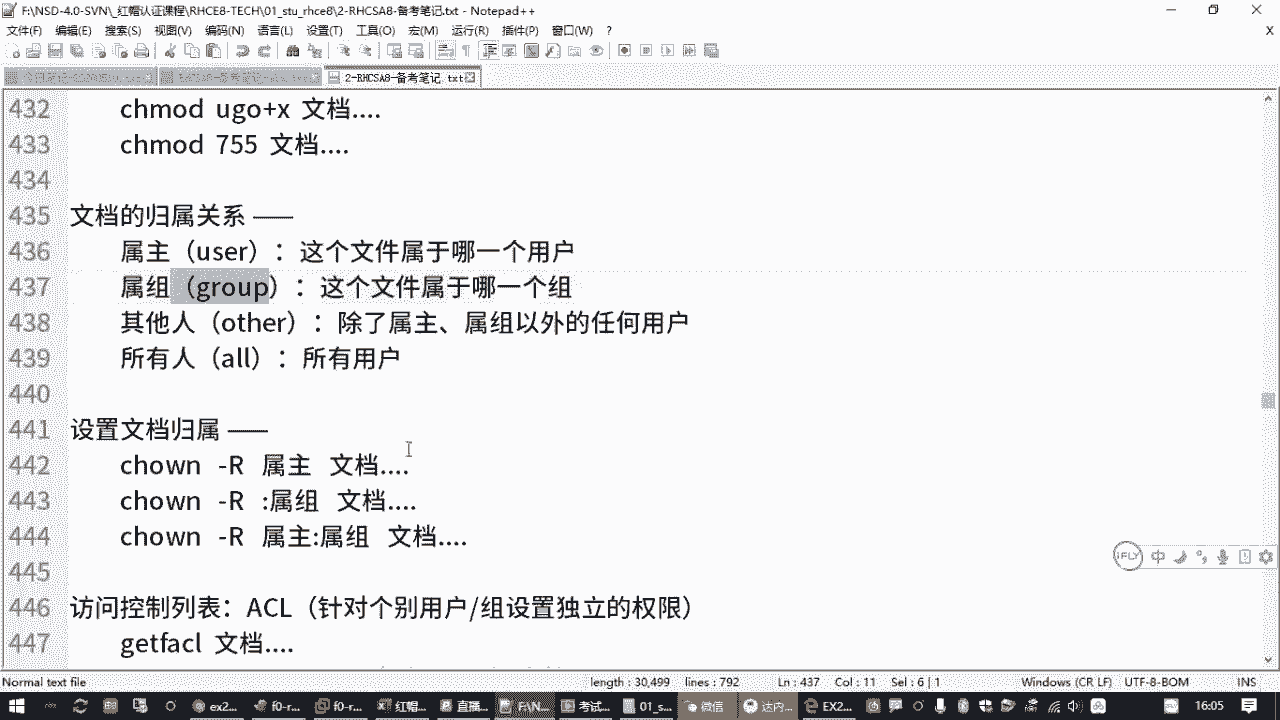 F:\NSD-4.0-SVN\_红帽认证课程\RHCE8-TECH\01_stu_rhce8\2-RHCSA8-备考笔记.txt - Notepad++
文件(F) 编辑(E) 搜索(S) 视图(V) 编码(N) 语言(L) 设置(T) 工具(O) 宏(M) 运行(R) 插件(P) 窗口(W) ? X
2-RHCSA8-备考笔记.txt
432 chmod ugo+x 文档....
433 chmod 755 文档....
434
435 文档的归属关系 ——
436 属主（user）：这个文件属于哪一个用户
437 属组（group）：这个文件属于哪一个组
438 其他人（other）：除了属主、属组以外的任何用户
439 所有人（all）：所有用户
440
441 设置文档归属 ——
442 chown -R 属主 文档....
443 chown -R :属组 文档....
444 chown -R 属主:属组 文档....
445
446 访问控制列表：ACL（针对个别用户/组设置独立的权限）
447 getfacl 文档....
iFLY 中
Normal text file length : 30,499 lines : 792 Ln : 437 Col : 11 Sel : 6 | 1 Windows (CR LF) UTF-8-BOM INS
ex2... f0-r... f0-r... 红帽... 直播... F:\N... 考试... 01_s... 微信 达内... EX2... 16:05